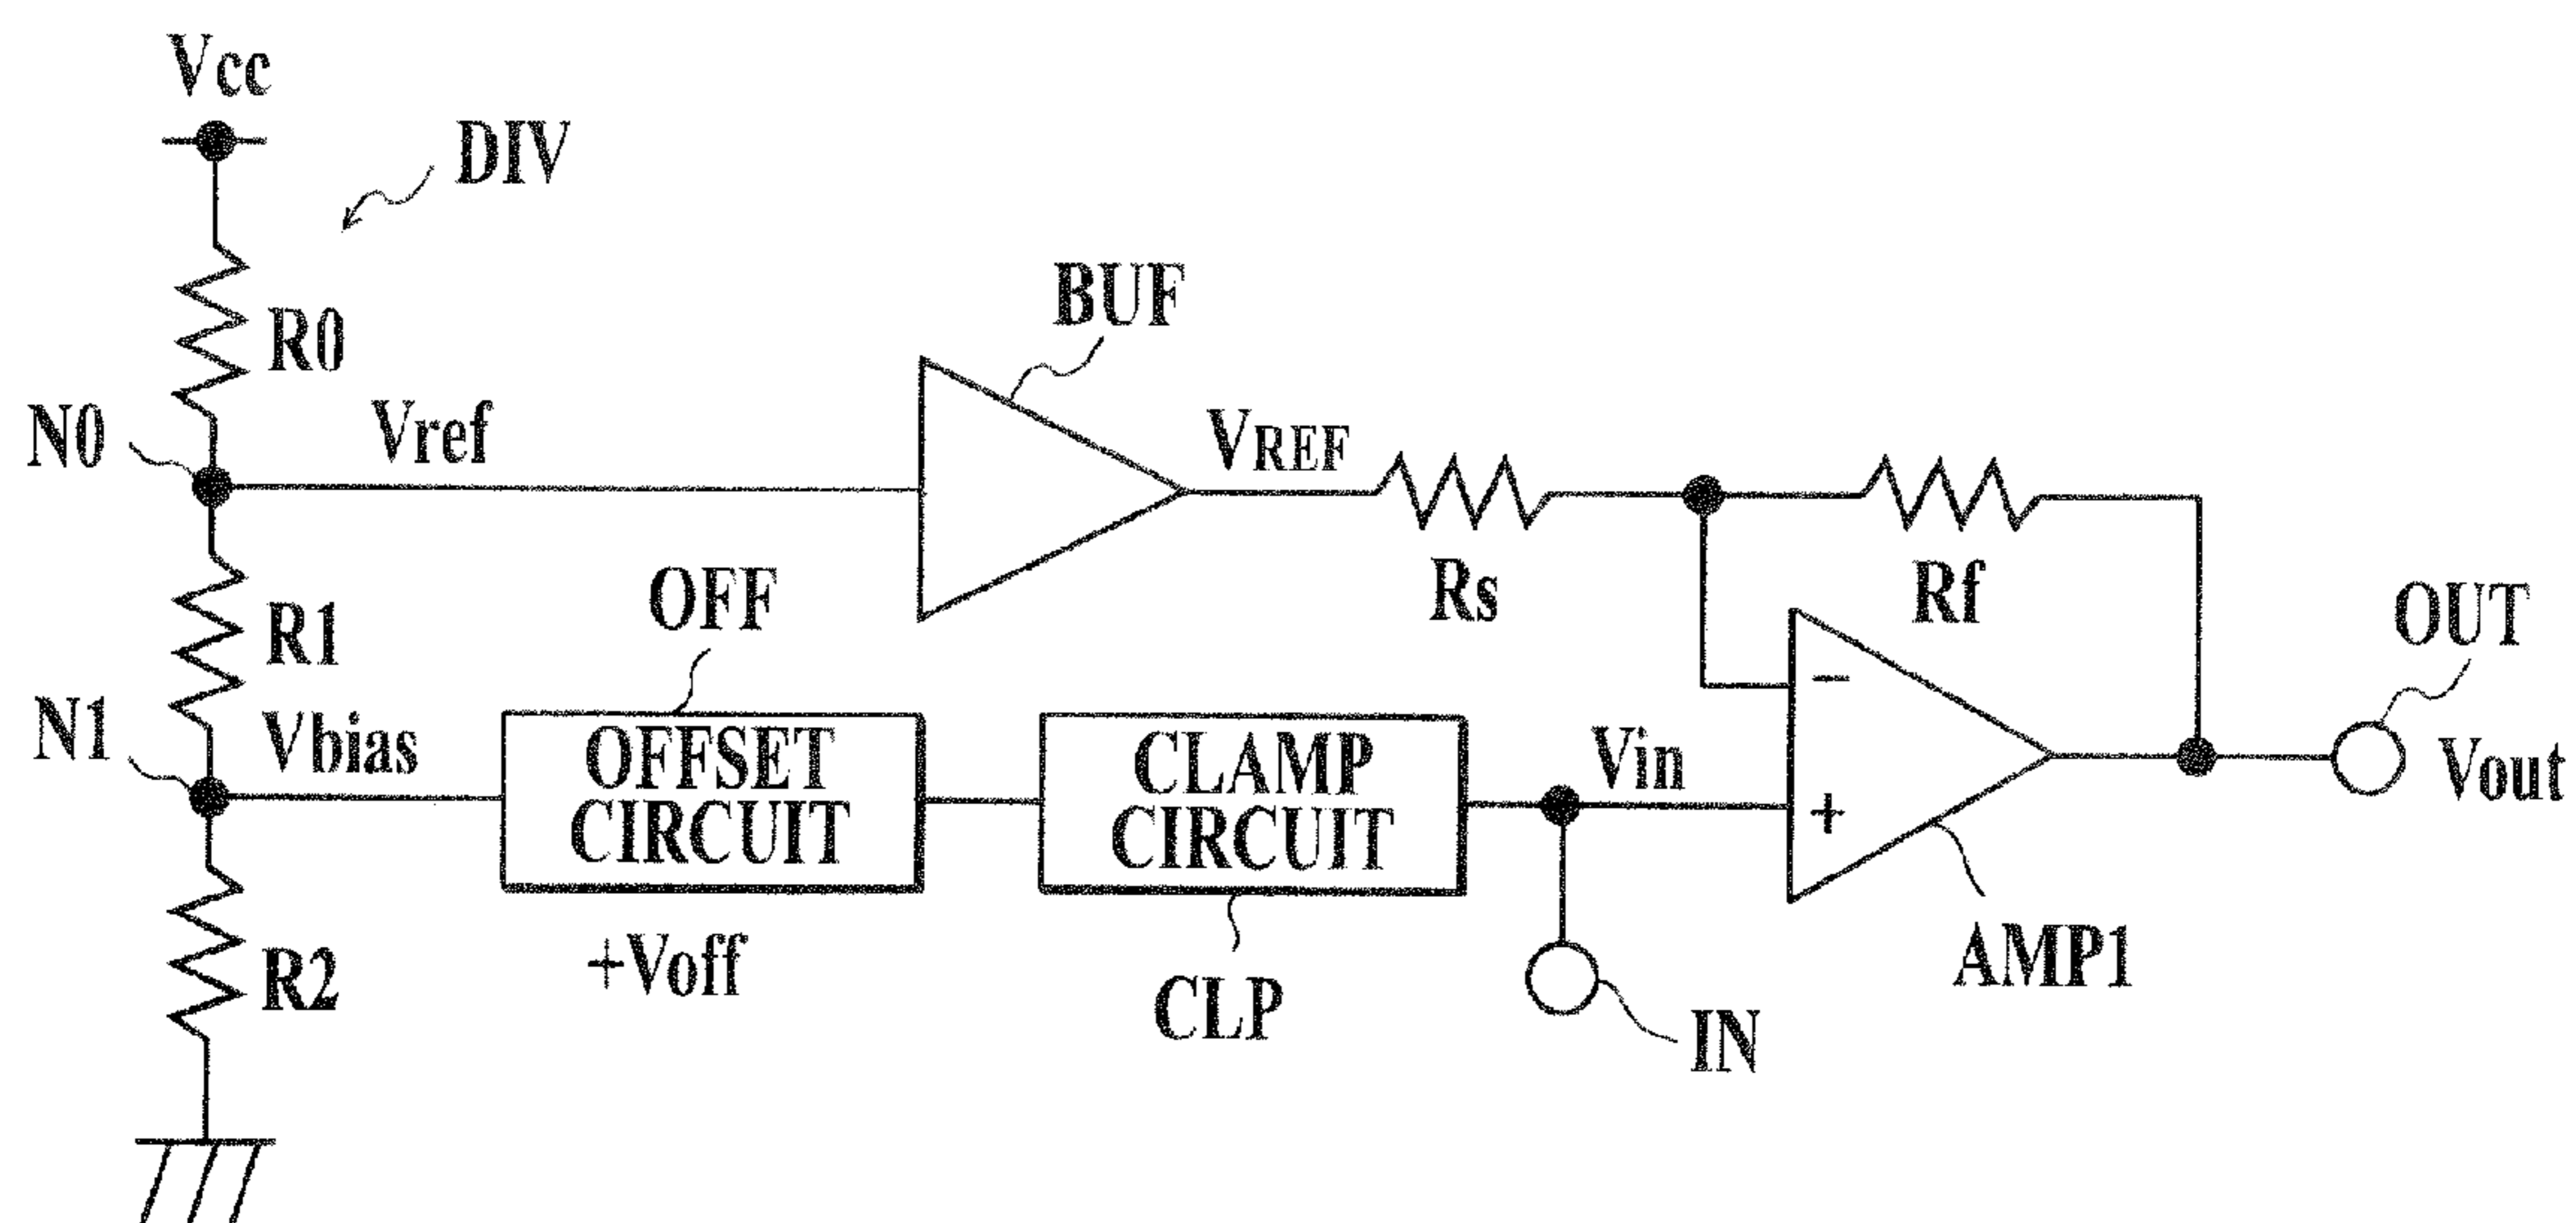 Vcc
DIV
R0
BUF
N0
Vref
VREF
Rs
Rf
OFF
OUT
R1
N1
Vbias
OFFSET
CIRCUIT
CLAMP
CIRCUIT
Vin
−
+
Vout
R2
+Voff
CLP
IN
AMP1